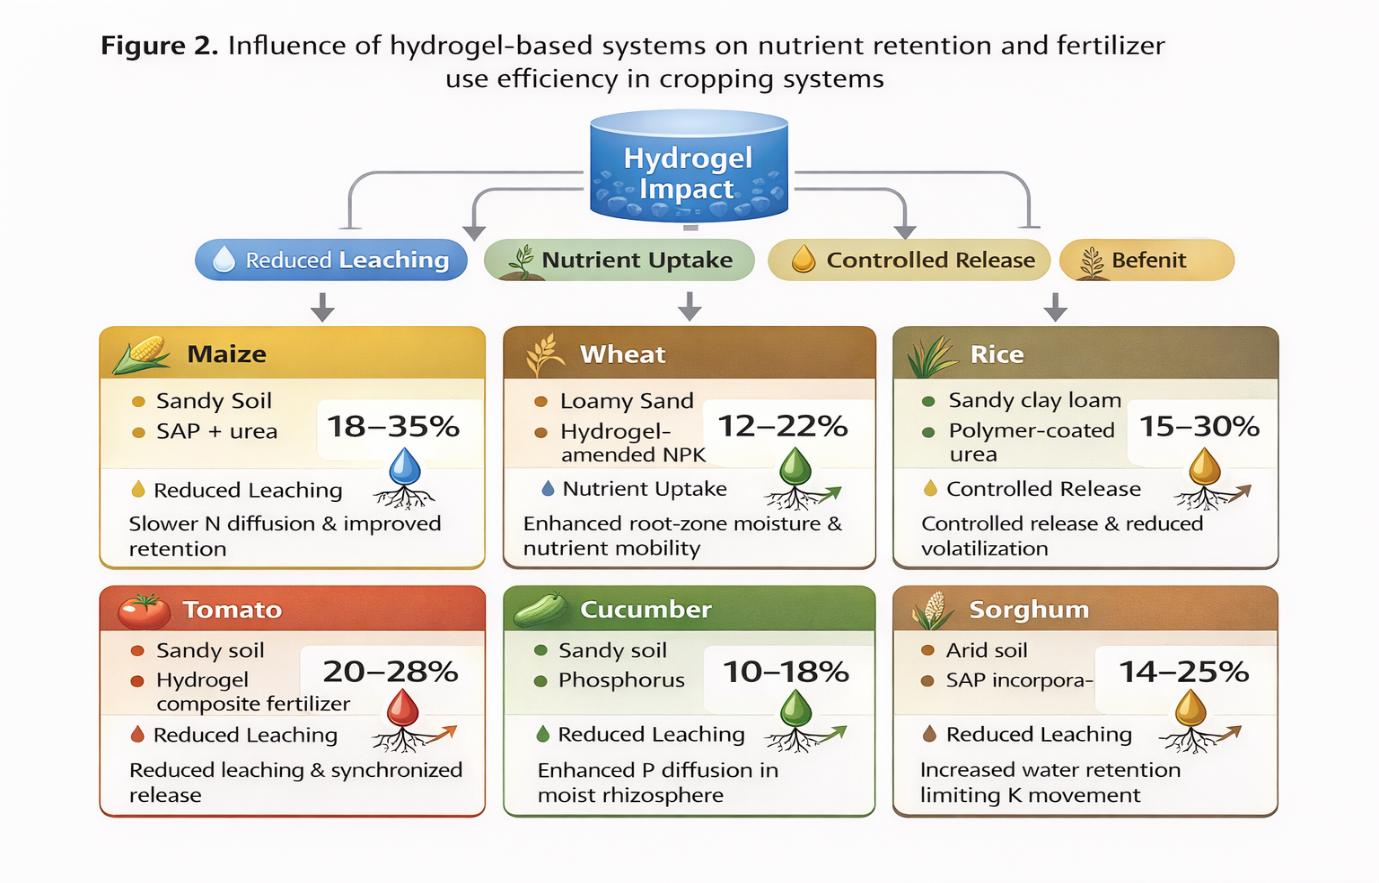 Figure 2. Influence of hydrogel-based systems on nutrient retention and fertilizer
use efficiency in cropping systems
Hydrogel
Impact
Reduced Leaching
Nutrient Uptake
Controlled Release
Befenit
Maize
Sandy Soil
SAP + urea
18–35%
Reduced Leaching
Slower N diffusion & improved
retention
Wheat
Loamy Sand
Hydrogel-
amended NPK
12–22%
Nutrient Uptake
Enhanced root-zone moisture &
nutrient mobility
Rice
Sandy clay loam
Polymer-coated
urea
15–30%
Controlled Release
Controlled release & reduced
volatilization
Tomato
Sandy soil
Hydrogel
composite fertilizer
20–28%
Reduced Leaching
Reduced leaching & synchronized
release
Cucumber
Sandy soil
Phosphorus
10–18%
Reduced Leaching
Enhanced P diffusion in
moist rhizosphere
Sorghum
Arid soil
SAP incorpora-
14–25%
Reduced Leaching
Increased water retention
limiting K movement